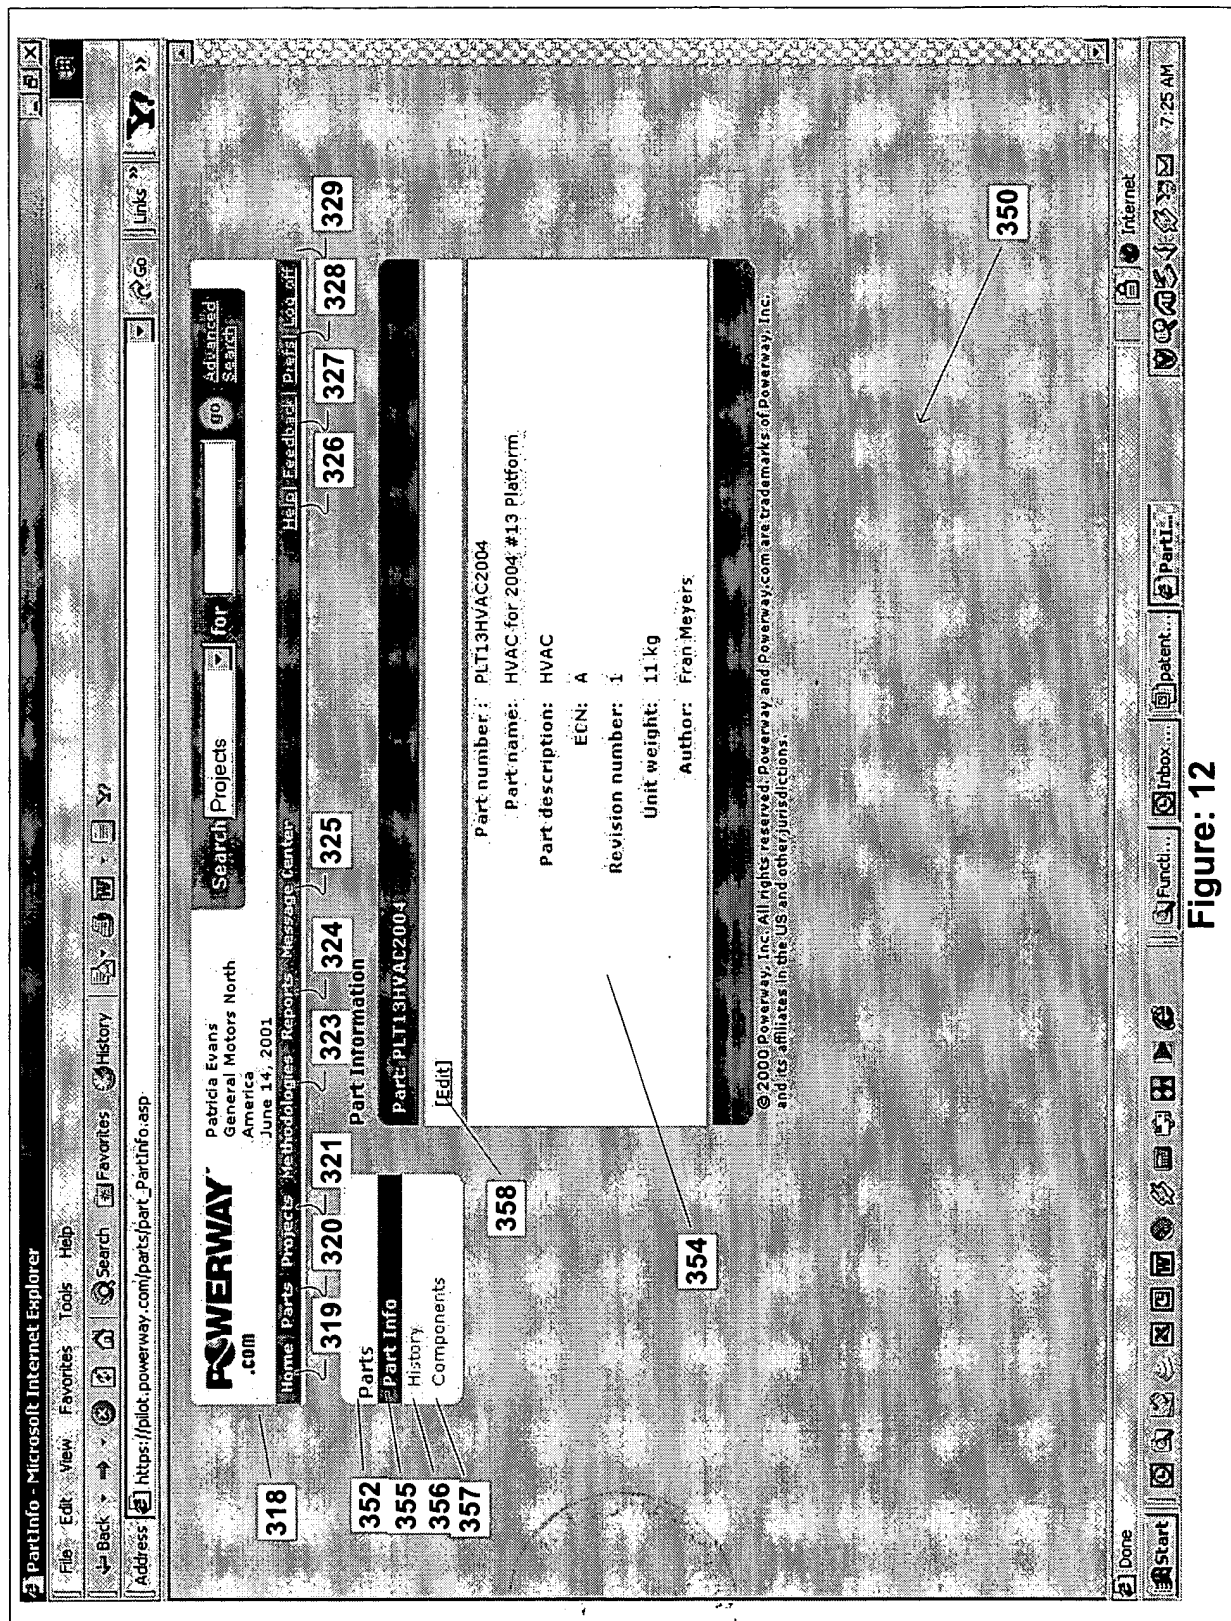 PartInfo - Microsoft Internet Explorer
File Edit View Favorites Tools Help
Back Search Favorites History
Address https://pilot.powerway.com/parts/part_PartInfo.asp Go Links »
POWERWAY
.com
Patricia Evans
General Motors North
America
June 14, 2001
Search Projects for go Advanced
Search
Home Parts Projects Methodologies Reports Message Center Help Feedback Prefs Log off
318
319
320
321
323
324
325
326
327
328
329
Parts
Part Info
History
Components
352
355
356
357
Part Information
Part: PLT13HVAC2004
[Edit]
358
Part number: PLT13HVAC2004
Part name: HVAC for 2004 #13 Platform
Part description: HVAC
ECN: A
Revision number: 1
Unit weight: 11 kg
Author: Fran Meyers
354
© 2000 Powerway, Inc. All rights reserved. Powerway and Powerway.com are trademarks of Powerway, Inc.
and its affiliates in the US and other jurisdictions.
350
Done Internet
Start Functi... Inbox ... patent... PartI... 7:25 AM
Figure: 12